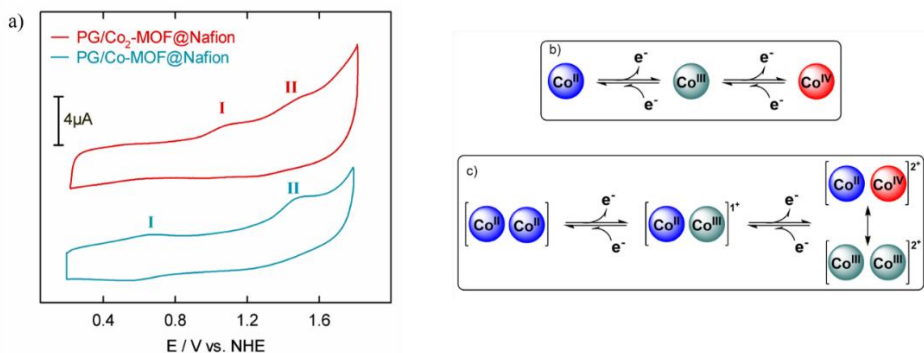 a)
PG/Co₂-MOF@Nafion
PG/Co-MOF@Nafion
4μA
I
II
I
II
0.4 0.8 1.2 1.6
E / V vs. NHE
b)
e⁻ e⁻
Coᴵᴵ Coᴵᴵᴵ Coᴵⱽ
e⁻ e⁻
c)
Coᴵᴵ Coᴵⱽ 2⁺
e⁻ e⁻
Coᴵᴵ Coᴵᴵ Coᴵᴵ Coᴵᴵᴵ 1⁺
e⁻ e⁻
Coᴵᴵᴵ Coᴵᴵᴵ 2⁺